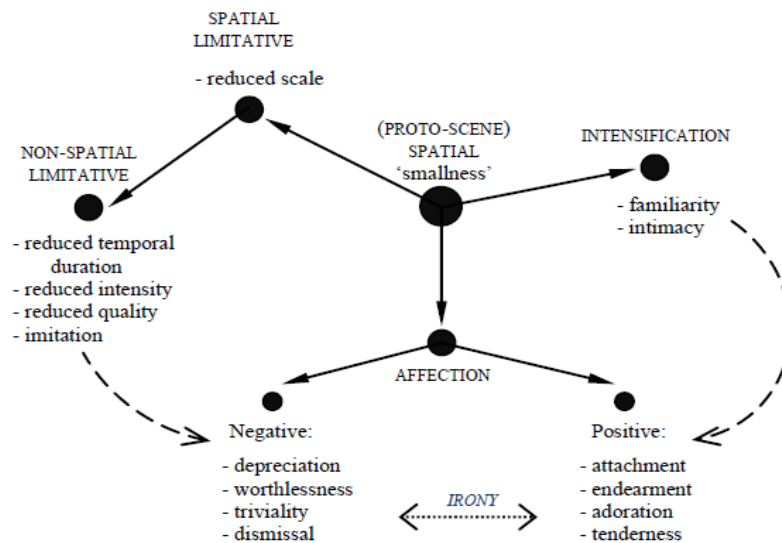 SPATIAL
LIMITATIVE
- reduced scale
(PROTO-SCENE)
SPATIAL
‘smallness’
INTENSIFICATION
- familiarity
- intimacy
NON-SPATIAL
LIMITATIVE
- reduced temporal
duration
- reduced intensity
- reduced quality
- imitation
AFFECTION
Negative:
- depreciation
- worthlessness
- triviality
- dismissal
IRONY
Positive:
- attachment
- endearment
- adoration
- tenderness